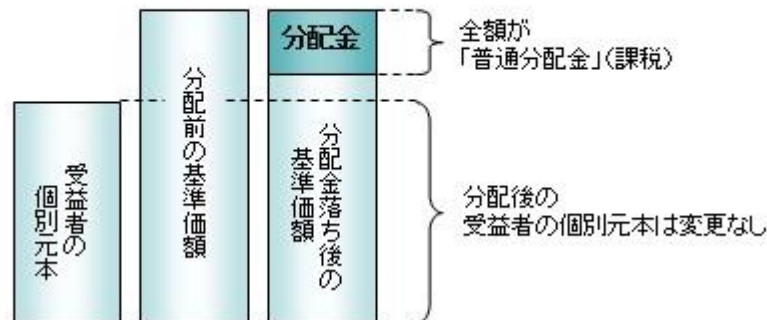 受益者の
個別元本
分配前の基準価額
分配金
分配金落ち後の
基準価額
全額が
「普通分配金」(課税)
分配後の
受益者の個別元本は変更なし